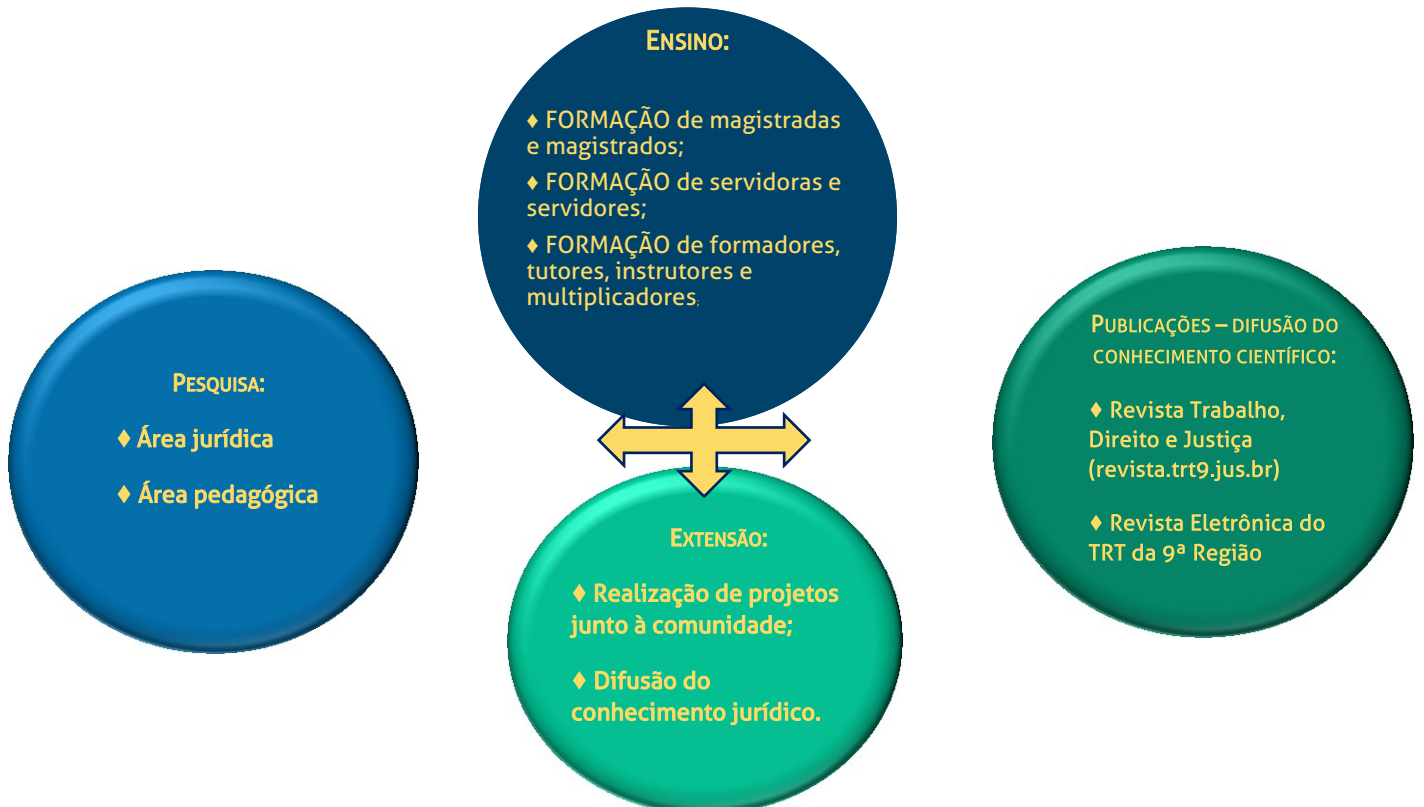 ENSINO:
♦ FORMAÇÃO de magistradas
e magistrados;
♦ FORMAÇÃO de servidoras e
servidores;
♦ FORMAÇÃO de formadores,
tutores, instrutores e
multiplicadores;
PESQUISA:
♦ Área jurídica
♦ Área pedagógica
EXTENSÃO:
♦ Realização de projetos
junto à comunidade;
♦ Difusão do
conhecimento jurídico.
PUBLICAÇÕES – DIFUSÃO DO
CONHECIMENTO CIENTÍFICO:
♦ Revista Trabalho,
Direito e Justiça
(revista.trt9.jus.br)
♦ Revista Eletrônica do
TRT da 9ª Região